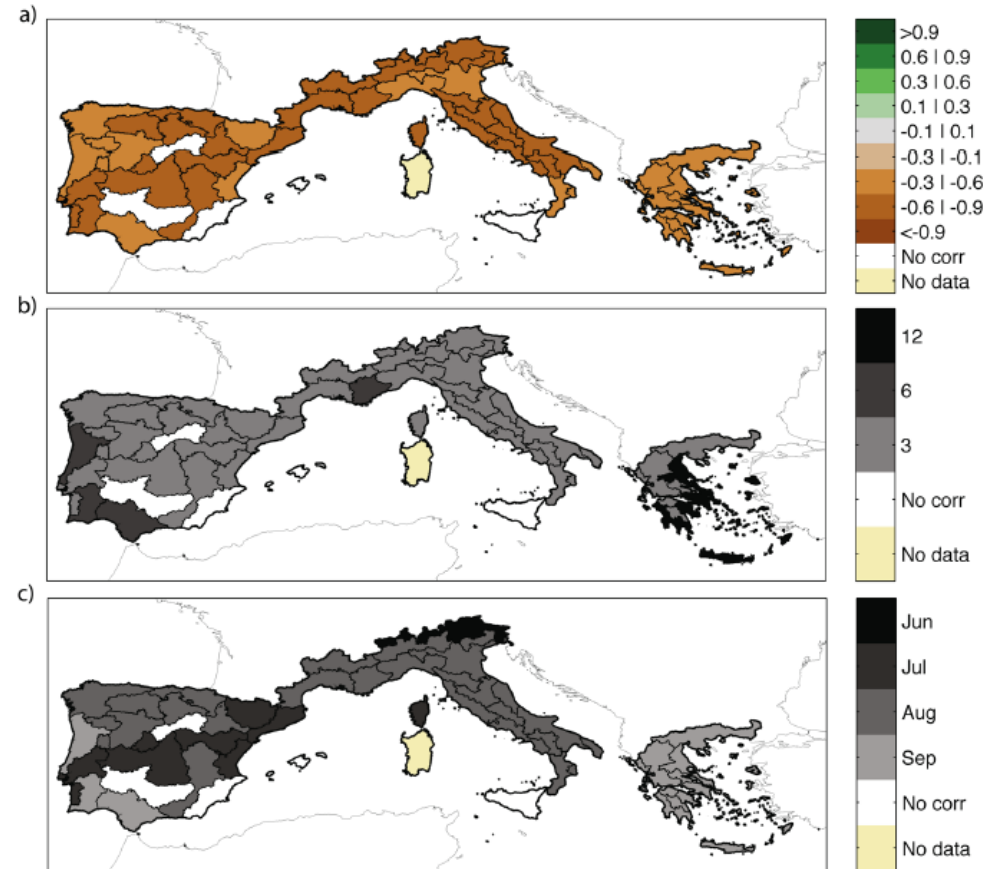 a)
>0.9
0.6 | 0.9
0.3 | 0.6
0.1 | 0.3
-0.1 | 0.1
-0.3 | -0.1
-0.3 | -0.6
-0.6 | -0.9
<-0.9
No corr
No data
b)
12
6
3
No corr
No data
c)
Jun
Jul
Aug
Sep
No corr
No data